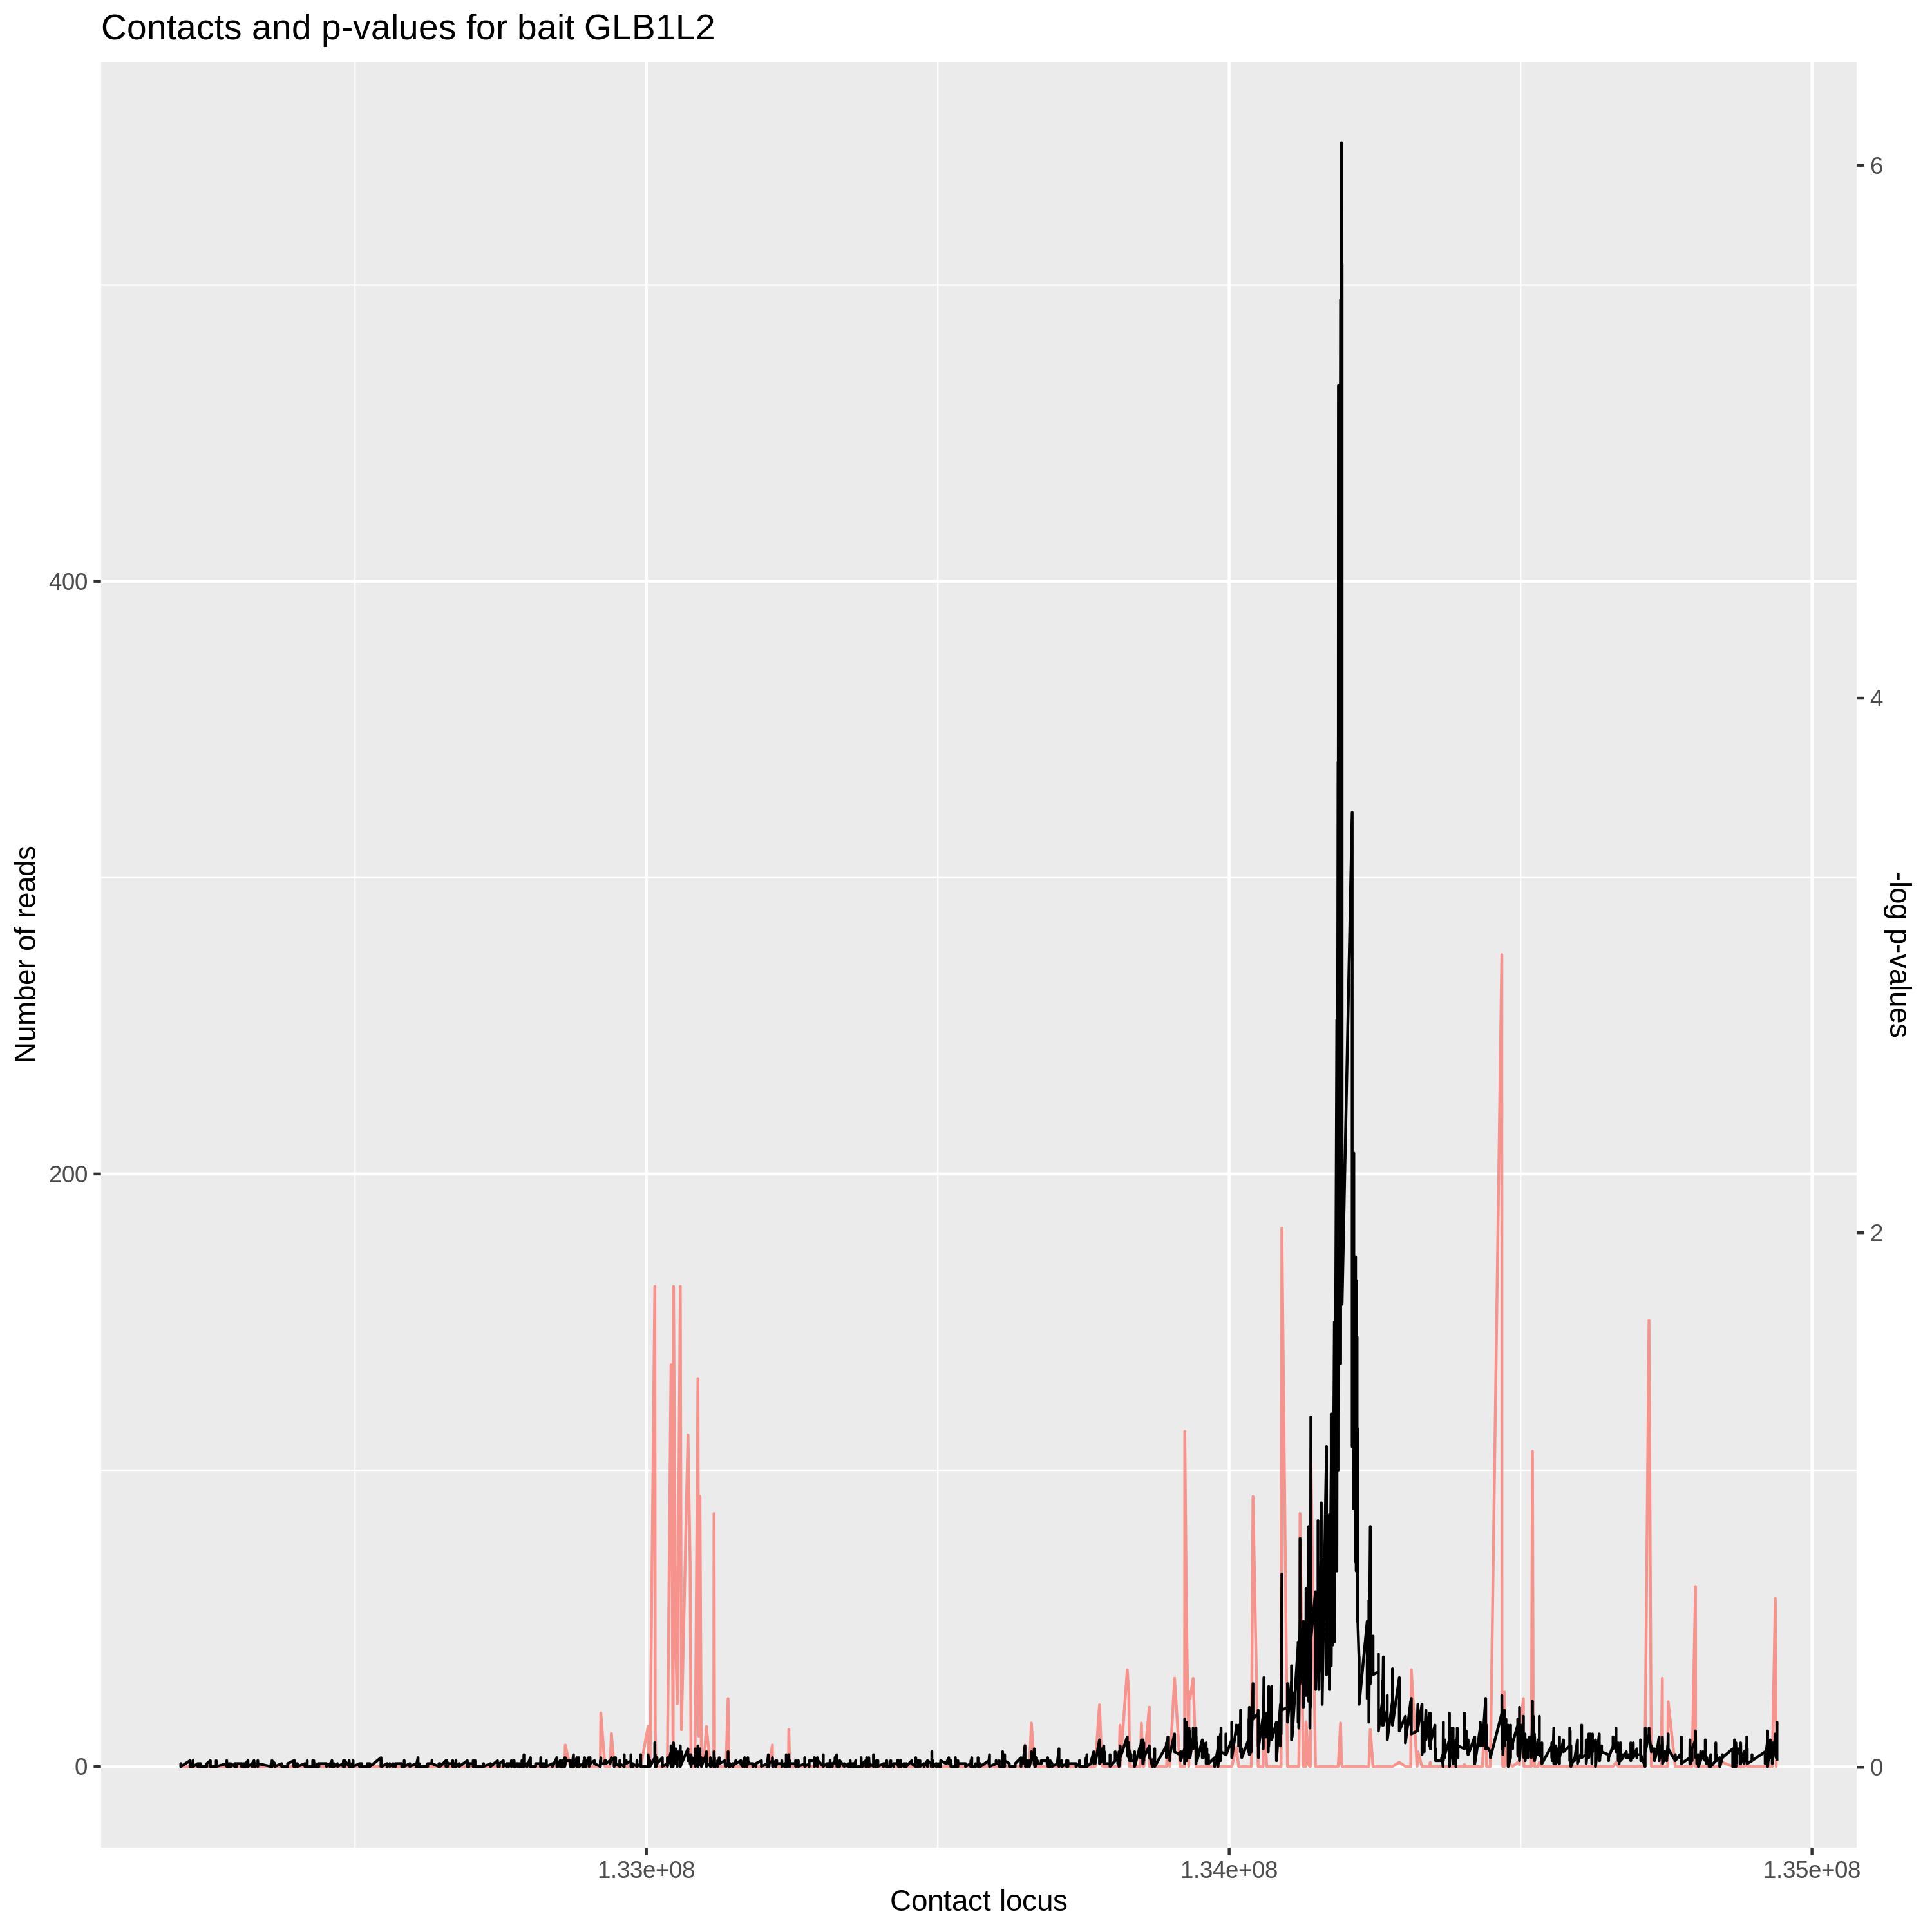 Contacts and p-values for bait GLB1L2
Number of reads
400
200
0
6
4
2
0
-log p-values
1.33e+08
1.34e+08
1.35e+08
Contact locus